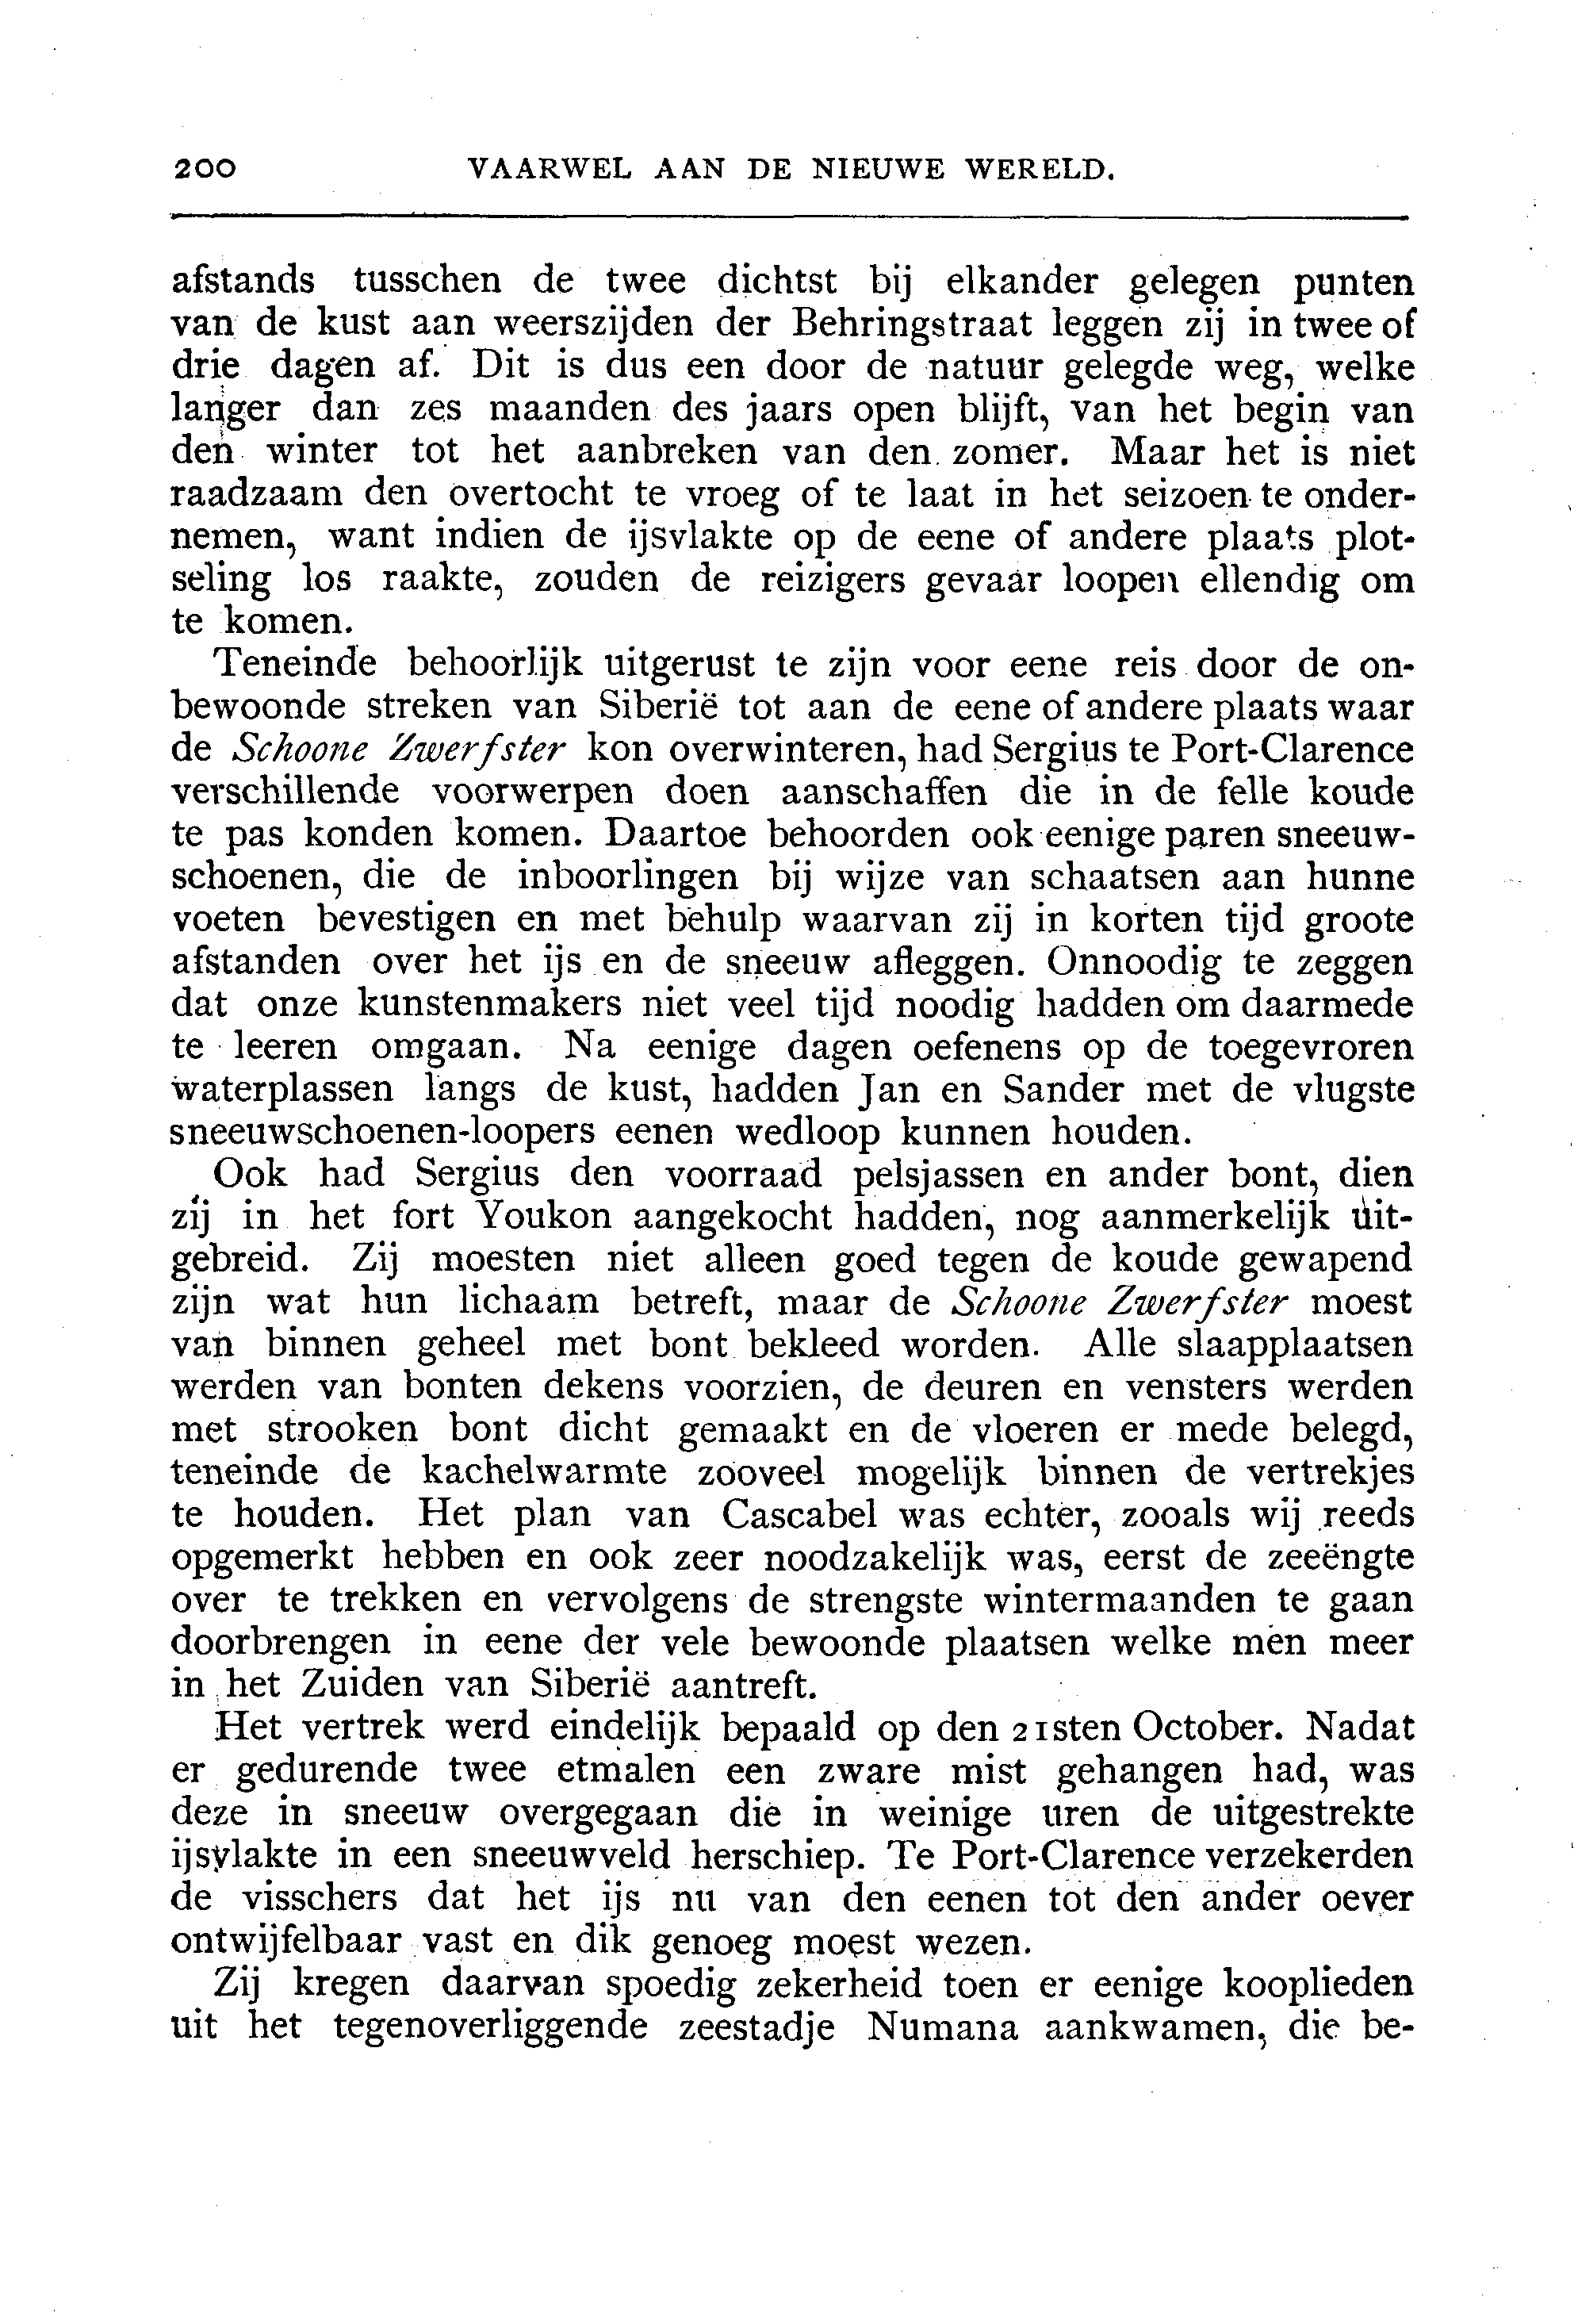 200 VAARWEL AAN DE NIEUWE WERELD.
afstands tusschen de twee dichtst bij elkander gelegen punten
van de kust aan weerszijden der Behringstraat leggen zij in twee of
drie dagen af. Dit is dus een door de natuur gelegde weg, welke
langer dan zes maanden des jaars open blijft, van het begin van
den winter tot het aanbreken van den zomer. Maar het is niet
raadzaam den overtocht te vroeg of te laat in het seizoen te onder-
nemen, want indien de ijsvlakte op de eene of andere plaats plot-
seling los raakte, zouden de reizigers gevaar loopen ellendig om
te komen.
Teneinde behoorlijk uitgerust te zijn voor eene reis door de on-
bewoonde streken van Siberië tot aan de eene of andere plaats waar
de Schoone Zwerfster kon overwinteren, had Sergius te Port-Clarence
verschillende voorwerpen doen aanschaffen die in de felle koude
te pas konden komen. Daartoe behoorden ook eenige paren sneeuw-
schoenen, die de inboorlingen bij wijze van schaatsen aan hunne
voeten bevestigen en met behulp waarvan zij in korten tijd groote
afstanden over het ijs en de sneeuw afleggen. Onnoodig te zeggen
dat onze kunstenmakers niet veel tijd noodig hadden om daarmede
te leeren omgaan. Na eenige dagen oefenens op de toegevroren
waterplassen langs de kust, hadden Jan en Sander met de vlugste
sneeuwschoenen-loopers eenen wedloop kunnen houden.
Ook had Sergius den voorraad pelsjassen en ander bont, dien
zij in het fort Youkon aangekocht hadden, nog aanmerkelijk uit-
gebreid. Zij moesten niet alleen goed tegen de koude gewapend
zijn wat hun lichaam betreft, maar de Schoone Zwerfster moest
van binnen geheel met bont bekleed worden. Alle slaapplaatsen
werden van bonten dekens voorzien, de deuren en vensters werden
met strooken bont dicht gemaakt en de vloeren er mede belegd,
teneinde de kachelwarmte zooveel mogelijk binnen de vertrekjes
te houden. Het plan van Cascabel was echter, zooals wij reeds
opgemerkt hebben en ook zeer noodzakelijk was, eerst de zeeëngte
over te trekken en vervolgens de strengste wintermaanden te gaan
doorbrengen in eene der vele bewoonde plaatsen welke men meer
in het Zuiden van Siberië aantreft.
Het vertrek werd eindelijk bepaald op den 21sten October. Nadat
er gedurende twee etmalen een zware mist gehangen had, was
deze in sneeuw overgegaan die in weinige uren de uitgestrekte
ijsvlakte in een sneeuwveld herschiep. Te Port-Clarence verzekerden
de visschers dat het ijs nu van den eenen tot den ander oever
ontwijfelbaar vast en dik genoeg moest wezen.
Zij kregen daarvan spoedig zekerheid toen er eenige kooplieden
uit het tegenoverliggende zeestadje Numana aankwamen, die be-